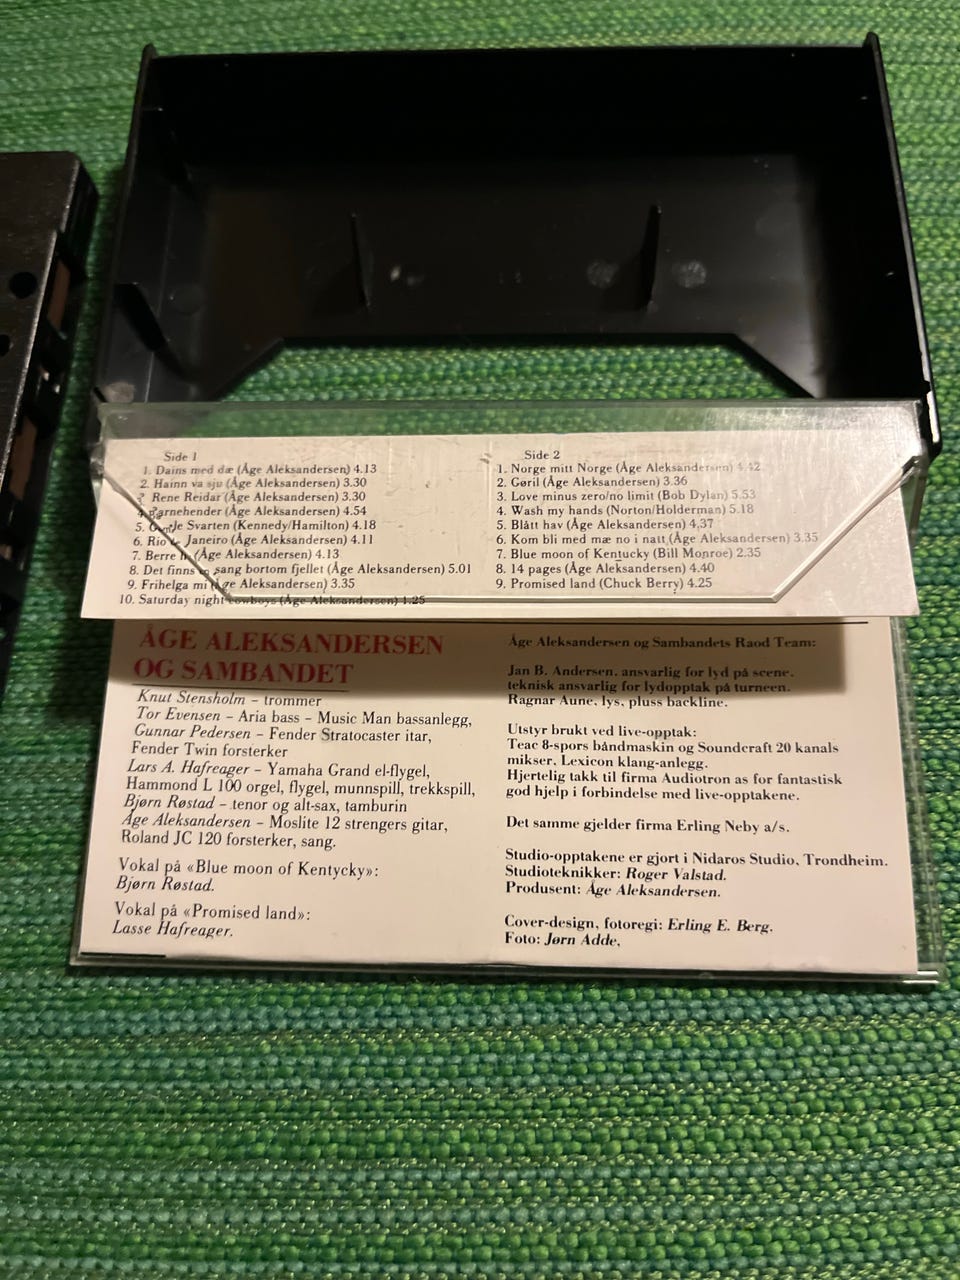 Side 1
1. Dains med dæ (Åge Aleksandersen) 4.13
2. Hainn va sju (Åge Aleksandersen) 3.30
3. Rene Reidar (Åge Aleksandersen) 3.30
4. Barnehender (Åge Aleksandersen) 4.54
5. Svarten (Kennedy/Hamilton) 4.18
6. Rio Janeiro (Åge Aleksandersen) 4.11
7. Berre (Åge Aleksandersen) 4.13
8. Det finns sang bortom fjellet (Åge Aleksandersen) 5.01
9. Frihelga mi (Åge Aleksandersen) 3.35
10. Saturday night cowboys (Åge Aleksandersen) 1.25
Side 2
1. Norge mitt Norge (Åge Aleksandersen) 4.42
2. Gøril (Åge Aleksandersen) 3.36
3. Love minus zero/no limit (Bob Dylan) 5.53
4. Wash my hands (Norton/Holderman) 5.18
5. Blått hav (Åge Aleksandersen) 4,37
6. Kom bli med mæ no i natt (Åge Aleksandersen) 3.35
7. Blue moon of Kentucky (Bill Monroe) 2.35
8. 14 pages (Åge Aleksandersen) 4.40
9. Promised land (Chuck Berry) 4.25
ÅGE ALEKSANDERSEN
OG SAMBANDET
Knut Stensholm – trommer
Tor Evensen – Aria bass – Music Man bassanlegg,
Gunnar Pedersen – Fender Stratocaster itar,
Fender Twin forsterker
Lars A. Hafreager – Yamaha Grand el-flygel,
Hammond L 100 orgel, flygel, munnspill, trekkspill,
Bjørn Røstad – tenor og alt-sax, tamburin
Åge Aleksandersen – Moslite 12 strengers gitar,
Roland JC 120 forsterker, sang.
Vokal på «Blue moon of Kentycky»:
Bjørn Røstad.
Vokal på «Promised land»:
Lasse Hafreager.
Åge Aleksandersen og Sambandets Raod Team:
Jan B. Andersen, ansvarlig for lyd på scene.
teknisk ansvarlig for lydopptak på turneen.
Ragnar Aune, lys, pluss backline.
Utstyr brukt ved live-opptak:
Teac 8-spors båndmaskin og Soundcraft 20 kanals
mikser, Lexicon klang-anlegg.
Hjertelig takk til firma Audiotron as for fantastisk
god hjelp i forbindelse med live-opptakene.
Det samme gjelder firma Erling Neby a/s.
Studio-opptakene er gjort i Nidaros Studio, Trondheim.
Studioteknikker: Roger Valstad.
Produsent: Åge Aleksandersen.
Cover-design, fotoregi: Erling E. Berg.
Foto: Jørn Adde,